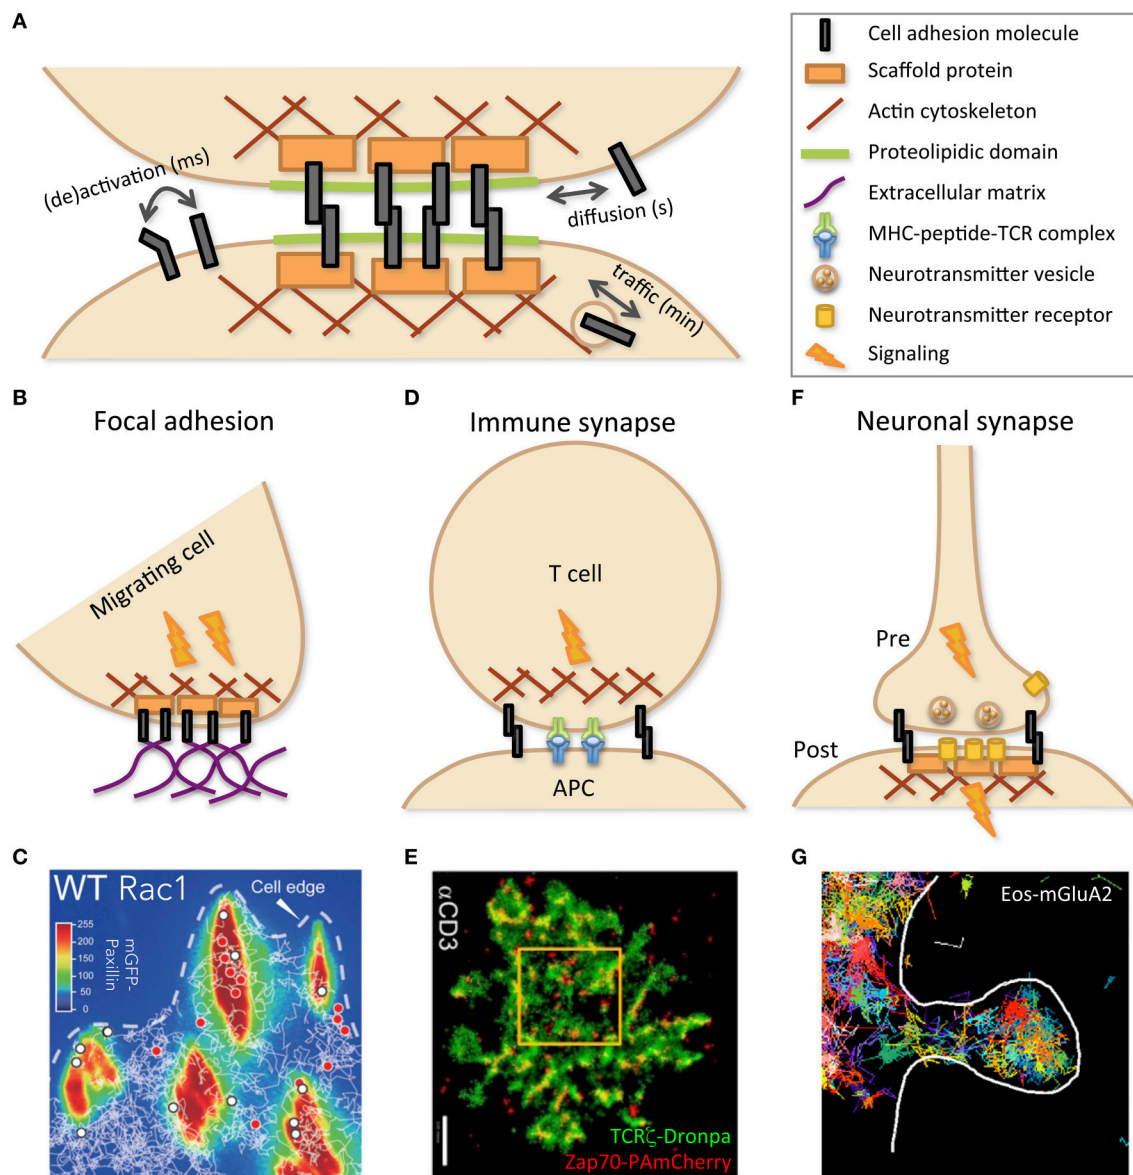 A
(de)activation (ms)
diffusion (s)
traffic (min)
Cell adhesion molecule
Scaffold protein
Actin cytoskeleton
Proteolipidic domain
Extracellular matrix
MHC-peptide-TCR complex
Neurotransmitter vesicle
Neurotransmitter receptor
Signaling
B
Focal adhesion
Migrating cell
D
Immune synapse
T cell
APC
F
Neuronal synapse
Pre
Post
C
WT Rac1
Cell edge
255
200
150
100
50
0
mGFP-
Paxillin
E
αCD3
TCRζ-Dronpa
Zap70-PAmCherry
G
Eos-mGluA2